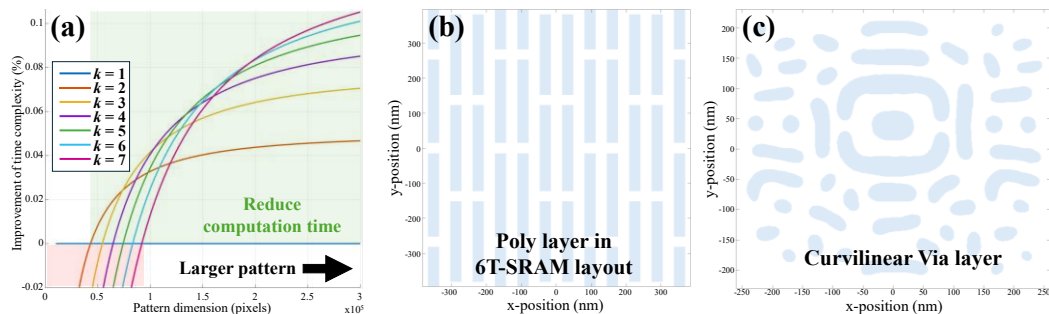 (a)
Improvement of time complexity (%)
0.1
0.08
0.06
0.04
0.02
0
-0.02
k = 1
k = 2
k = 3
k = 4
k = 5
k = 6
k = 7
Reduce
computation time
Larger pattern
0
0.5
1
1.5
2
2.5
3
×10⁵
Pattern dimension (pixels)
(b)
y-position (nm)
300
200
100
0
-100
-200
-300
Poly layer in
6T-SRAM layout
-300 -200 -100 0 100 200 300
x-position (nm)
(c)
y-position (nm)
200
150
100
50
0
-50
-100
-150
-200
Curvilinear Via layer
-250 -200 -150 -100 -50 0 50 100 150 200 250
x-position (nm)